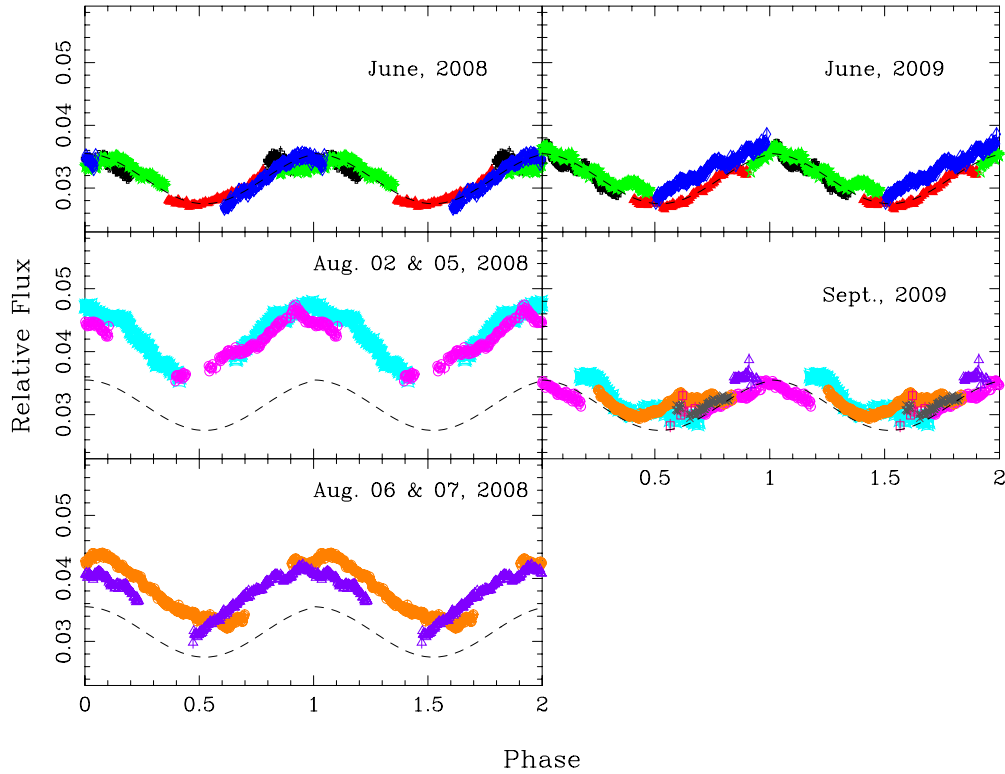 June, 2008
June, 2009
0.05
0.04
0.03
Aug. 02 & 05, 2008
Sept., 2009
0.05
0.04
0.03
0.5
1
1.5
2
Aug. 06 & 07, 2008
0.05
0.04
0.03
0
0.5
1
1.5
2
Relative Flux
Phase